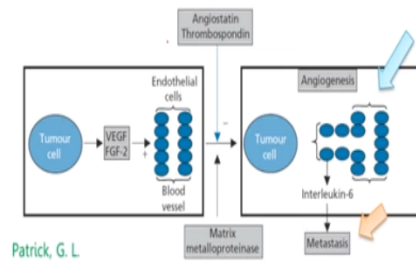 Angiostatin
Thrombospondin
Endothelial
cells
Angiogenesis
Tumour
cell
VEGF
FGF-2
+
–
Tumour
cell
Blood
vessel
Interleukin-6
Matrix
metalloproteinase
Metastasis
Patrick, G. L.